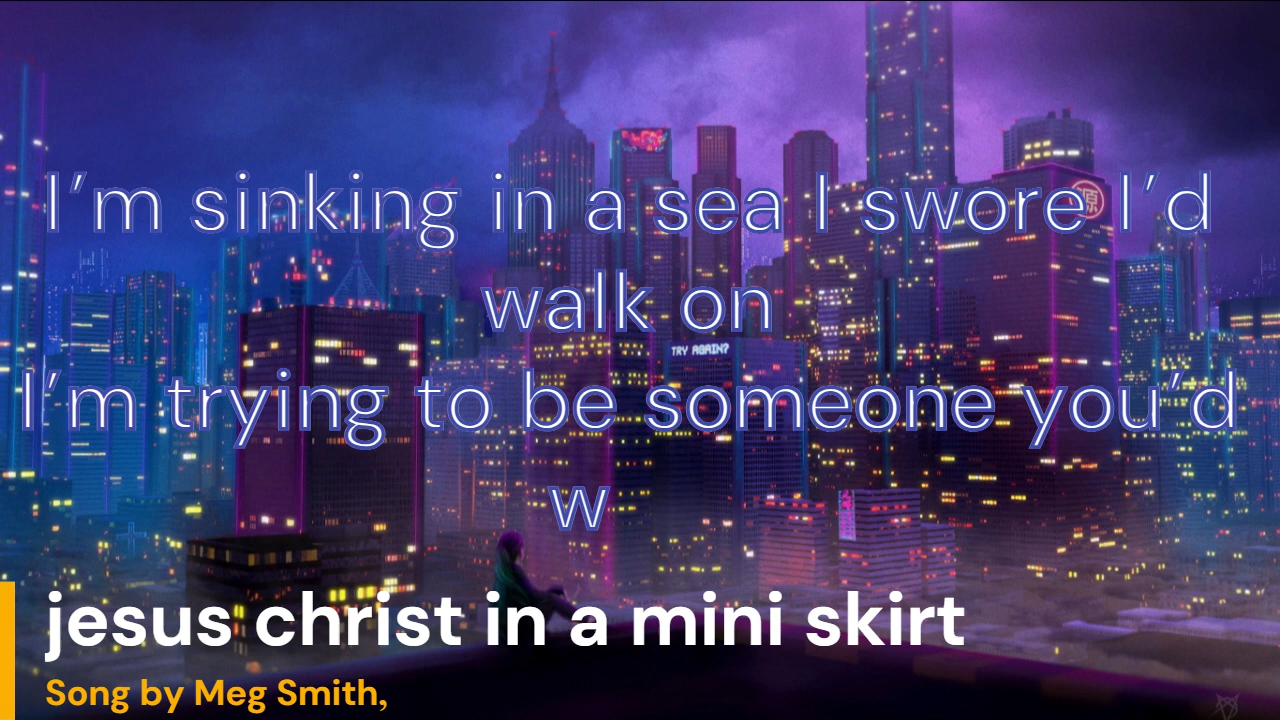 I’m sinking in a sea I swore I’d
walk on
I’m trying to be someone you’d
w
源
TRY AGAIN?
jesus christ in a mini skirt
Song by Meg Smith,